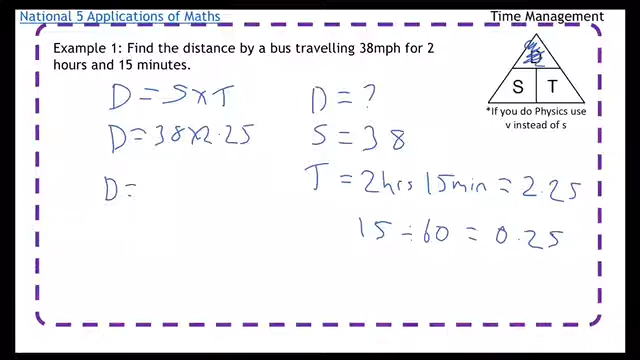 National 5 Applications of Maths
Time Management
Example 1: Find the distance by a bus travelling 38mph for 2
hours and 15 minutes.
D = S x T
D = 38 x 2.25
D =
D = ?
S = 38
T = 2hrs 15min = 2.25
15 ÷ 60 = 0.25
S T
*If you do Physics use
v instead of s